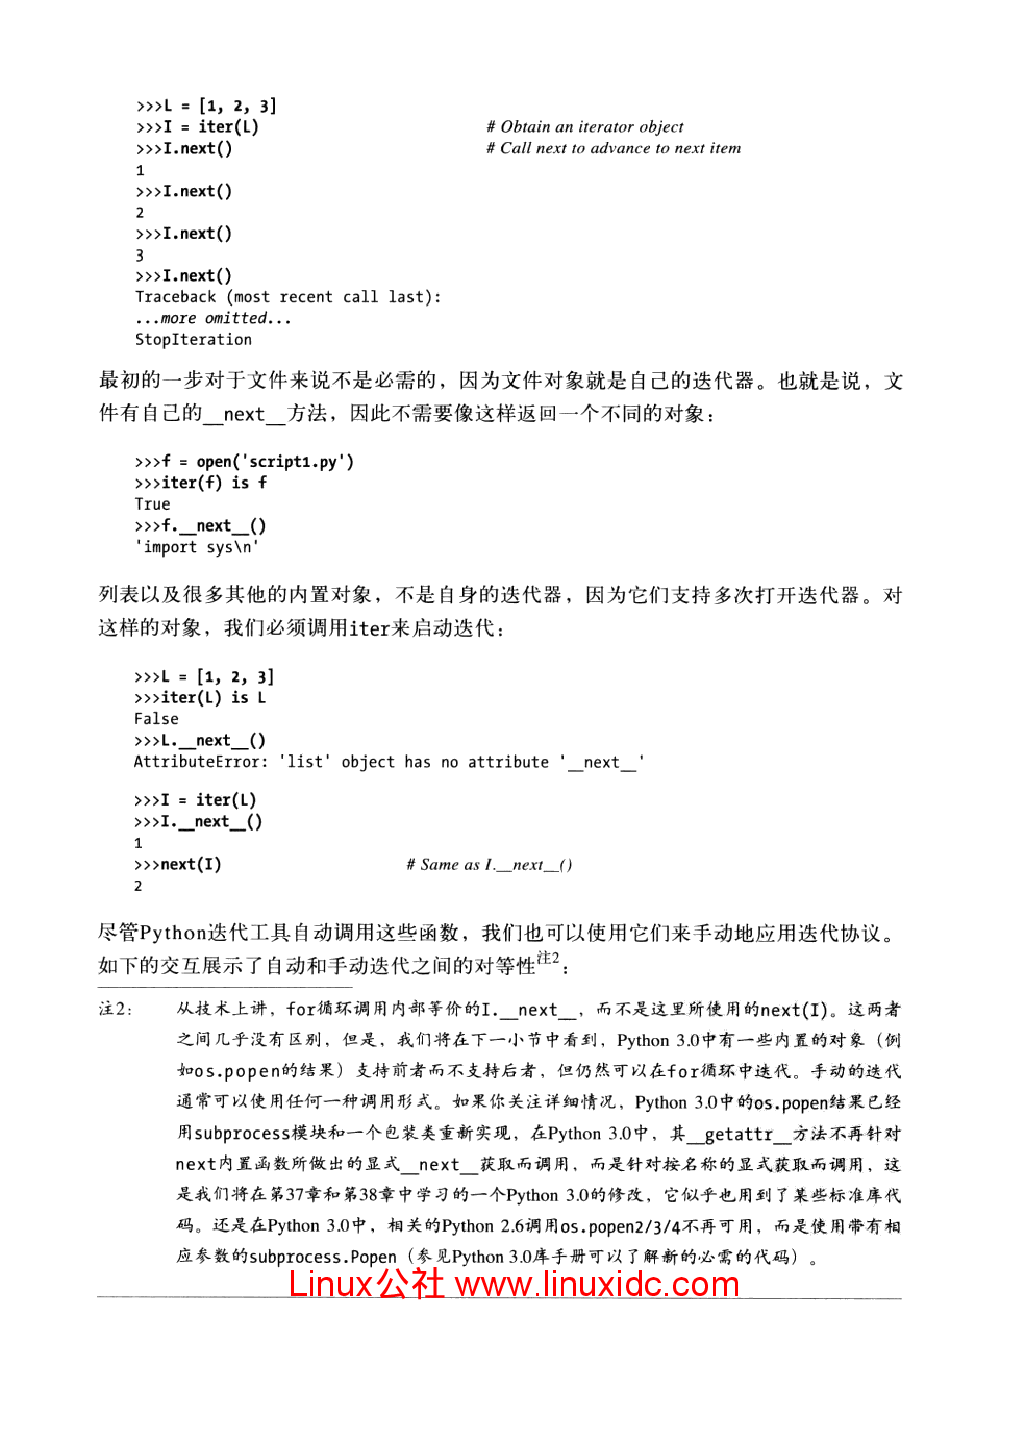 >>>L = [1, 2, 3]
>>>I = iter(L) # Obtain an iterator object
>>>I.next() # Call next to advance to next item
1
>>>I.next()
2
>>>I.next()
3
>>>I.next()
Traceback (most recent call last):
...more omitted...
StopIteration
最初的一步对于文件来说不是必需的，因为文件对象就是自己的迭代器。也就是说，文
件有自己的__next__方法，因此不需要像这样返回一个不同的对象：
>>>f = open('script1.py')
>>>iter(f) is f
True
>>>f.__next__()
'import sys\n'
列表以及很多其他的内置对象，不是自身的迭代器，因为它们支持多次打开迭代器。对
这样的对象，我们必须调用iter来启动迭代：
>>>L = [1, 2, 3]
>>>iter(L) is L
False
>>>L.__next__()
AttributeError: 'list' object has no attribute '__next__'
>>>I = iter(L)
>>>I.__next__()
1
>>>next(I) # Same as I.__next__()
2
尽管Python迭代工具自动调用这些函数，我们也可以使用它们来手动地应用迭代协议。
如下的交互展示了自动和手动迭代之间的对等性注2：
注2： 从技术上讲，for循环调用内部等价的I.__next__，而不是这里所使用的next(I)。这两者
之间几乎没有区别，但是，我们将在下一小节中看到，Python 3.0中有一些内置的对象（例
如os.popen的结果）支持前者而不支持后者，但仍然可以在for循环中迭代。手动的迭代
通常可以使用任何一种调用形式。如果你关注详细情况，Python 3.0中的os.popen结果已经
用subprocess模块和一个包装类重新实现，在Python 3.0中，其__getattr__方法不再针对
next内置函数所做出的显式__next__获取而调用，而是针对按名称的显式获取而调用，这
是我们将在第37章和第38章中学习的一个Python 3.0的修改，它似乎也用到了某些标准库代
码。还是在Python 3.0中，相关的Python 2.6调用os.popen2/3/4不再可用，而是使用带有相
应参数的subprocess.Popen（参见Python 3.0库手册可以了解新的必需的代码）。
Linux公社 www.linuxidc.com